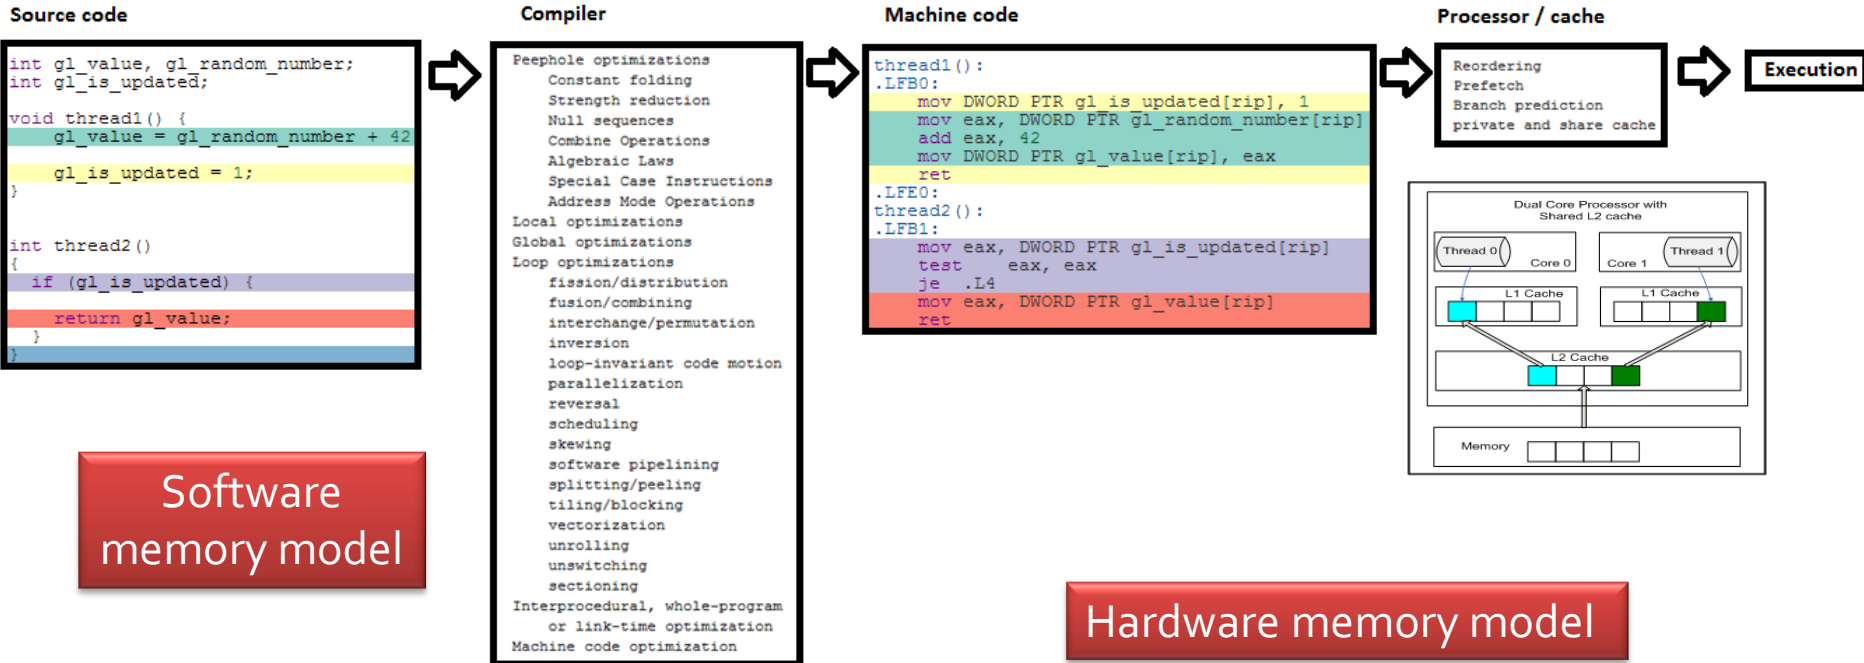 Source code
int gl_value, gl_random_number;
int gl_is_updated;
void thread1() {
gl_value = gl_random_number + 42
gl_is_updated = 1;
}
int thread2()
{
if (gl_is_updated) {
return gl_value;
}
}
Software
memory model
Compiler
Peephole optimizations
Constant folding
Strength reduction
Null sequences
Combine Operations
Algebraic Laws
Special Case Instructions
Address Mode Operations
Local optimizations
Global optimizations
Loop optimizations
fission/distribution
fusion/combining
interchange/permutation
inversion
loop-invariant code motion
parallelization
reversal
scheduling
skewing
software pipelining
splitting/peeling
tiling/blocking
vectorization
unrolling
unswitching
sectioning
Interprocedural, whole-program
or link-time optimization
Machine code optimization
Machine code
thread1():
.LFB0:
mov DWORD PTR gl_is_updated[rip], 1
mov eax, DWORD PTR gl_random_number[rip]
add eax, 42
mov DWORD PTR gl_value[rip], eax
ret
.LFE0:
thread2():
.LFB1:
mov eax, DWORD PTR gl_is_updated[rip]
test eax, eax
je .L4
mov eax, DWORD PTR gl_value[rip]
ret
Processor / cache
Reordering
Prefetch
Branch prediction
private and share cache
Execution
Dual Core Processor with
Shared L2 cache
Thread 0
Core 0
Core 1
Thread 1
L1 Cache
L1 Cache
L2 Cache
Memory
Hardware memory model